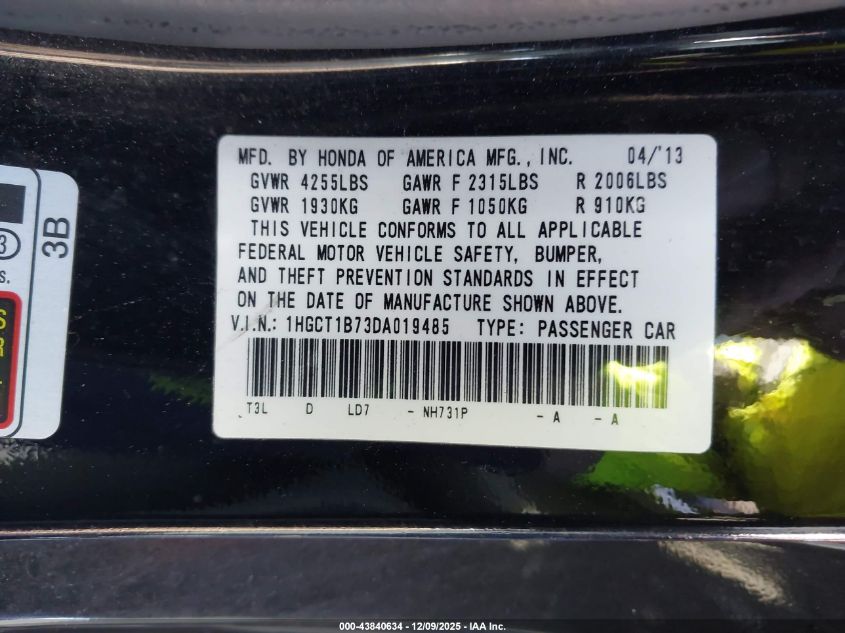 MFD. BY HONDA OF AMERICA MFG., INC. 04/'13
GVWR 4255LBS GAWR F 2315LBS R 2006LBS
GVWR 1930KG GAWR F 1050KG R 910KG
THIS VEHICLE CONFORMS TO ALL APPLICABLE
FEDERAL MOTOR VEHICLE SAFETY, BUMPER,
AND THEFT PREVENTION STANDARDS IN EFFECT
ON THE DATE OF MANUFACTURE SHOWN ABOVE.
V.I.N.: 1HGCT1B73DA019485 TYPE: PASSENGER CAR
T3L D LD7 - NH731P - A - A
3B
3
S.
000-43840634 - 12/09/2025 - IAA Inc.